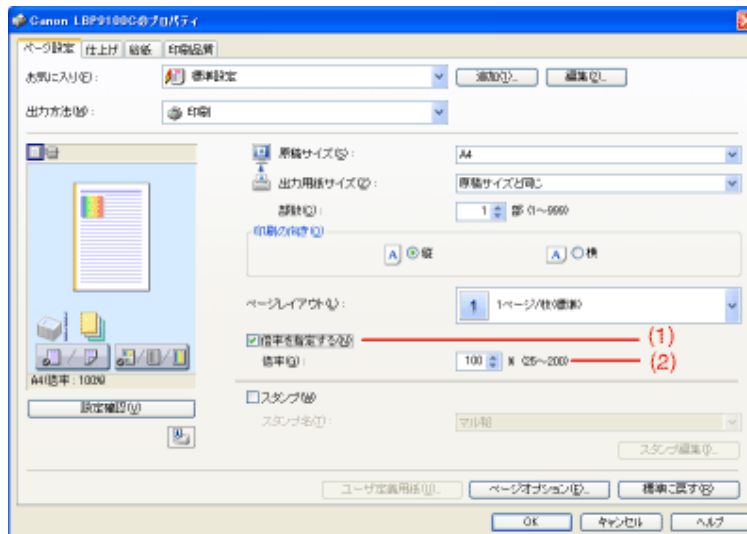 Canon LBP9100Cのプロパティ
ページ設定 仕上げ 給紙 印刷品質
お気に入り(F): 標準設定 追加(1)... 編集(2)...
出力方法(M): 印刷
原稿サイズ(S): A4
出力用紙サイズ(Z): 原稿サイズと同じ
部数(C): 1 部 (1～999)
印刷の向き(O)
A 縦 A 横
ページレイアウト(L): 1 1ページ/枚(標準)
倍率を指定する(N) (1)
倍率(G): 100 % (25～200) (2)
A4(倍率: 100%)
スタンプ(W)
設定確認(V)
スタンプ名(T): マル秘
スタンプ編集(I)...
ユーザ定義用紙(U)... ページオプション(E)... 標準に戻す(R)
OK キャンセル ヘルプ